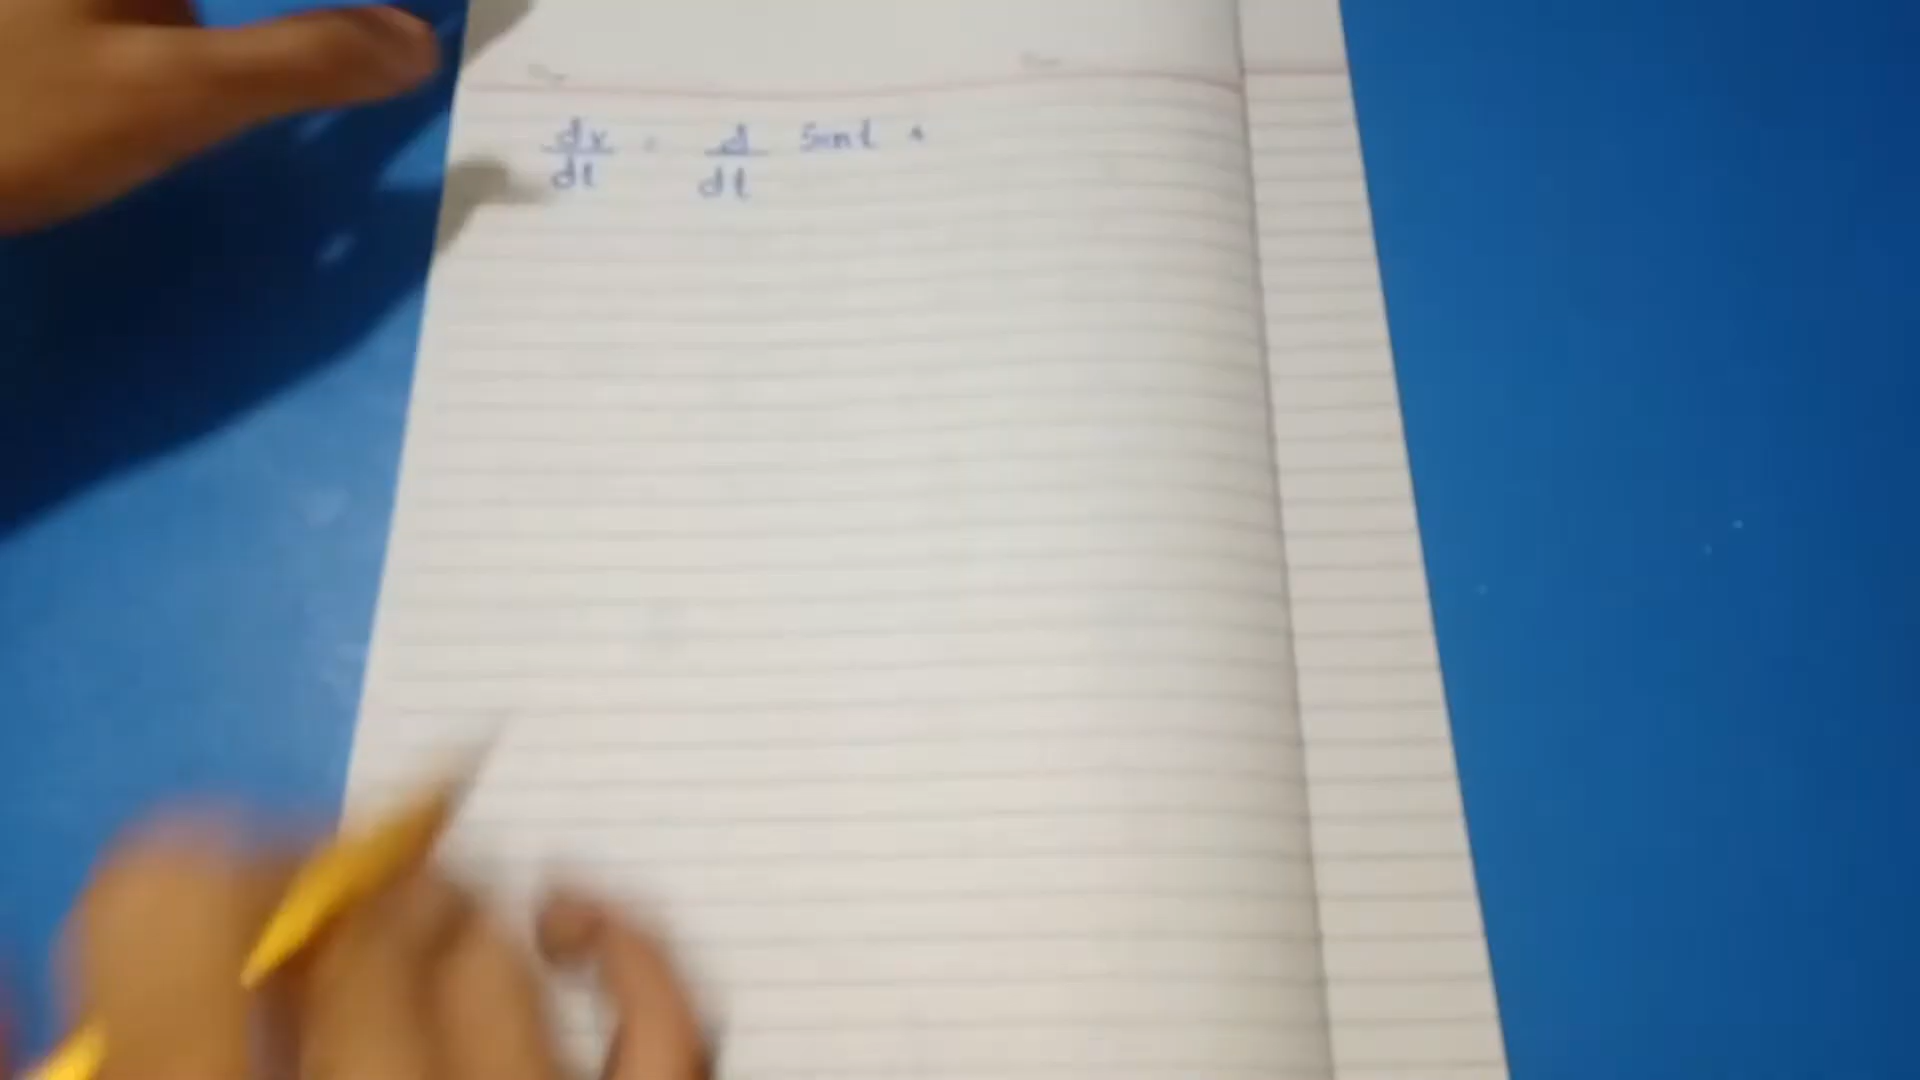 dx/dt = d/dt Sint